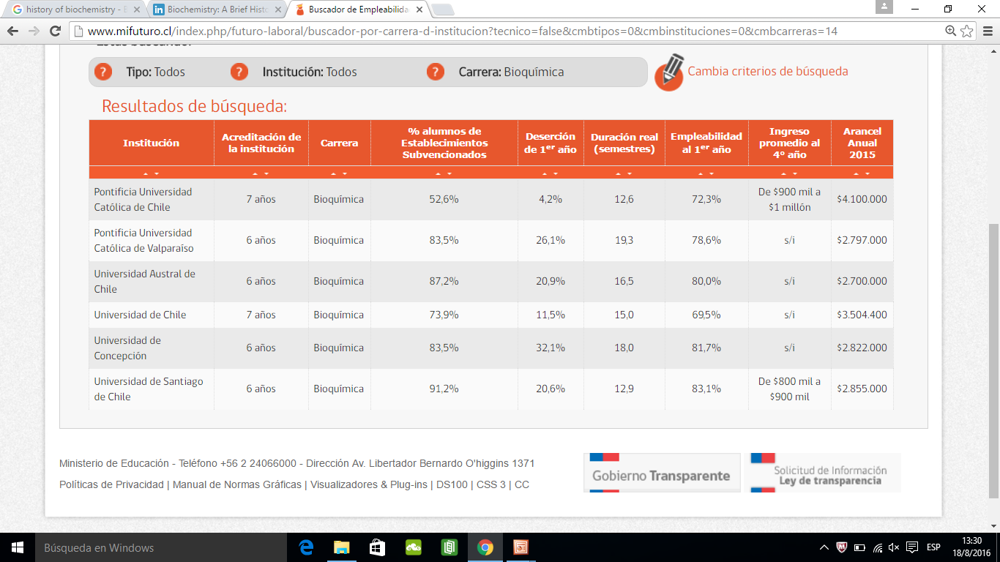 history of biochemistry - B
Biochemistry: A Brief Histo
Buscador de Empleabilida
www.mifuturo.cl/index.php/futuro-laboral/buscador-por-carrera-d-institucion?tecnico=false&cmbtipos=0&cmbinstituciones=0&cmbcarreras=14
Tipo: Todos
Institución: Todos
Carrera: Bioquímica
Cambia criterios de búsqueda
Resultados de búsqueda:
Institución
Acreditación de
la institución
Carrera
% alumnos de
Establecimientos
Subvencionados
Deserción
de 1er año
Duración real
(semestres)
Empleabilidad
al 1er año
Ingreso
promedio al
4º año
Arancel
Anual
2015
Pontificia Universidad
Católica de Chile
7 años
Bioquímica
52,6%
4,2%
12,6
72,3%
De $900 mil a
$1 millón
$4.100.000
Pontificia Universidad
Católica de Valparaíso
6 años
Bioquímica
83,5%
26,1%
19,3
78,6%
s/i
$2.797.000
Universidad Austral de
Chile
6 años
Bioquímica
87,2%
20,9%
16,5
80,0%
s/i
$2.700.000
Universidad de Chile
7 años
Bioquímica
73,9%
11,5%
15,0
69,5%
s/i
$3.504.400
Universidad de
Concepción
6 años
Bioquímica
83,5%
32,1%
18,0
81,7%
s/i
$2.822.000
Universidad de Santiago
de Chile
6 años
Bioquímica
91,2%
20,6%
12,9
83,1%
De $800 mil a
$900 mil
$2.855.000
Ministerio de Educación - Teléfono +56 2 24066000 - Dirección Av. Libertador Bernardo O'higgins 1371
Políticas de Privacidad | Manual de Normas Gráficas | Visualizadores & Plug-ins | DS100 | CSS 3 | CC
Gobierno Transparente
Solicitud de Información
Ley de transparencia
Búsqueda en Windows
ESP
13:30
18/8/2016